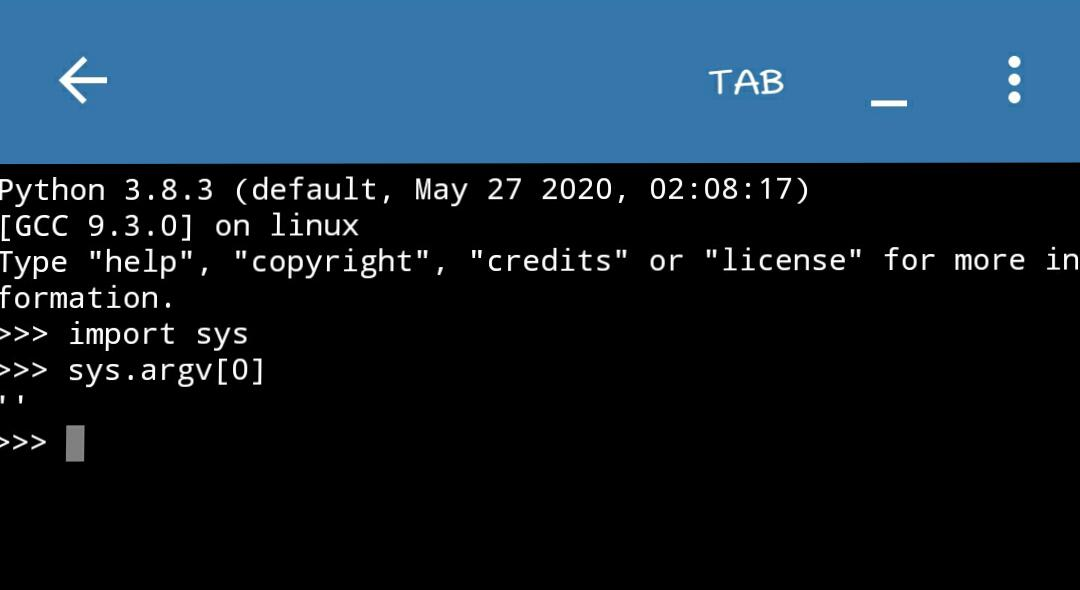 TAB _
Python 3.8.3 (default, May 27 2020, 02:08:17)
[GCC 9.3.0] on linux
Type "help", "copyright", "credits" or "license" for more in
formation.
>>> import sys
>>> sys.argv[0]
''
>>>